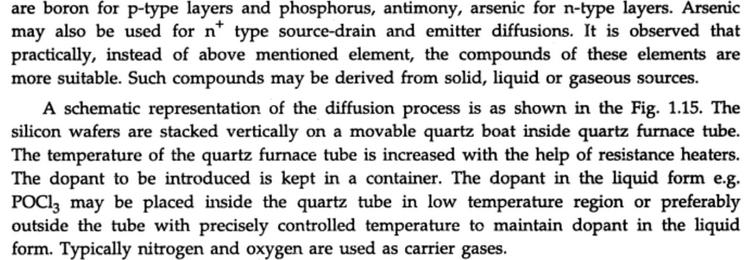 are boron for p-type layers and phosphorus, antimony, arsenic for n-type layers. Arsenic
may also be used for n⁺ type source-drain and emitter diffusions. It is observed that
practically, instead of above mentioned element, the compounds of these elements are
more suitable. Such compounds may be derived from solid, liquid or gaseous sources.
A schematic representation of the diffusion process is as shown in the Fig. 1.15. The
silicon wafers are stacked vertically on a movable quartz boat inside quartz furnace tube.
The temperature of the quartz furnace tube is increased with the help of resistance heaters.
The dopant to be introduced is kept in a container. The dopant in the liquid form e.g.
POCl₃ may be placed inside the quartz tube in low temperature region or preferably
outside the tube with precisely controlled temperature to maintain dopant in the liquid
form. Typically nitrogen and oxygen are used as carrier gases.